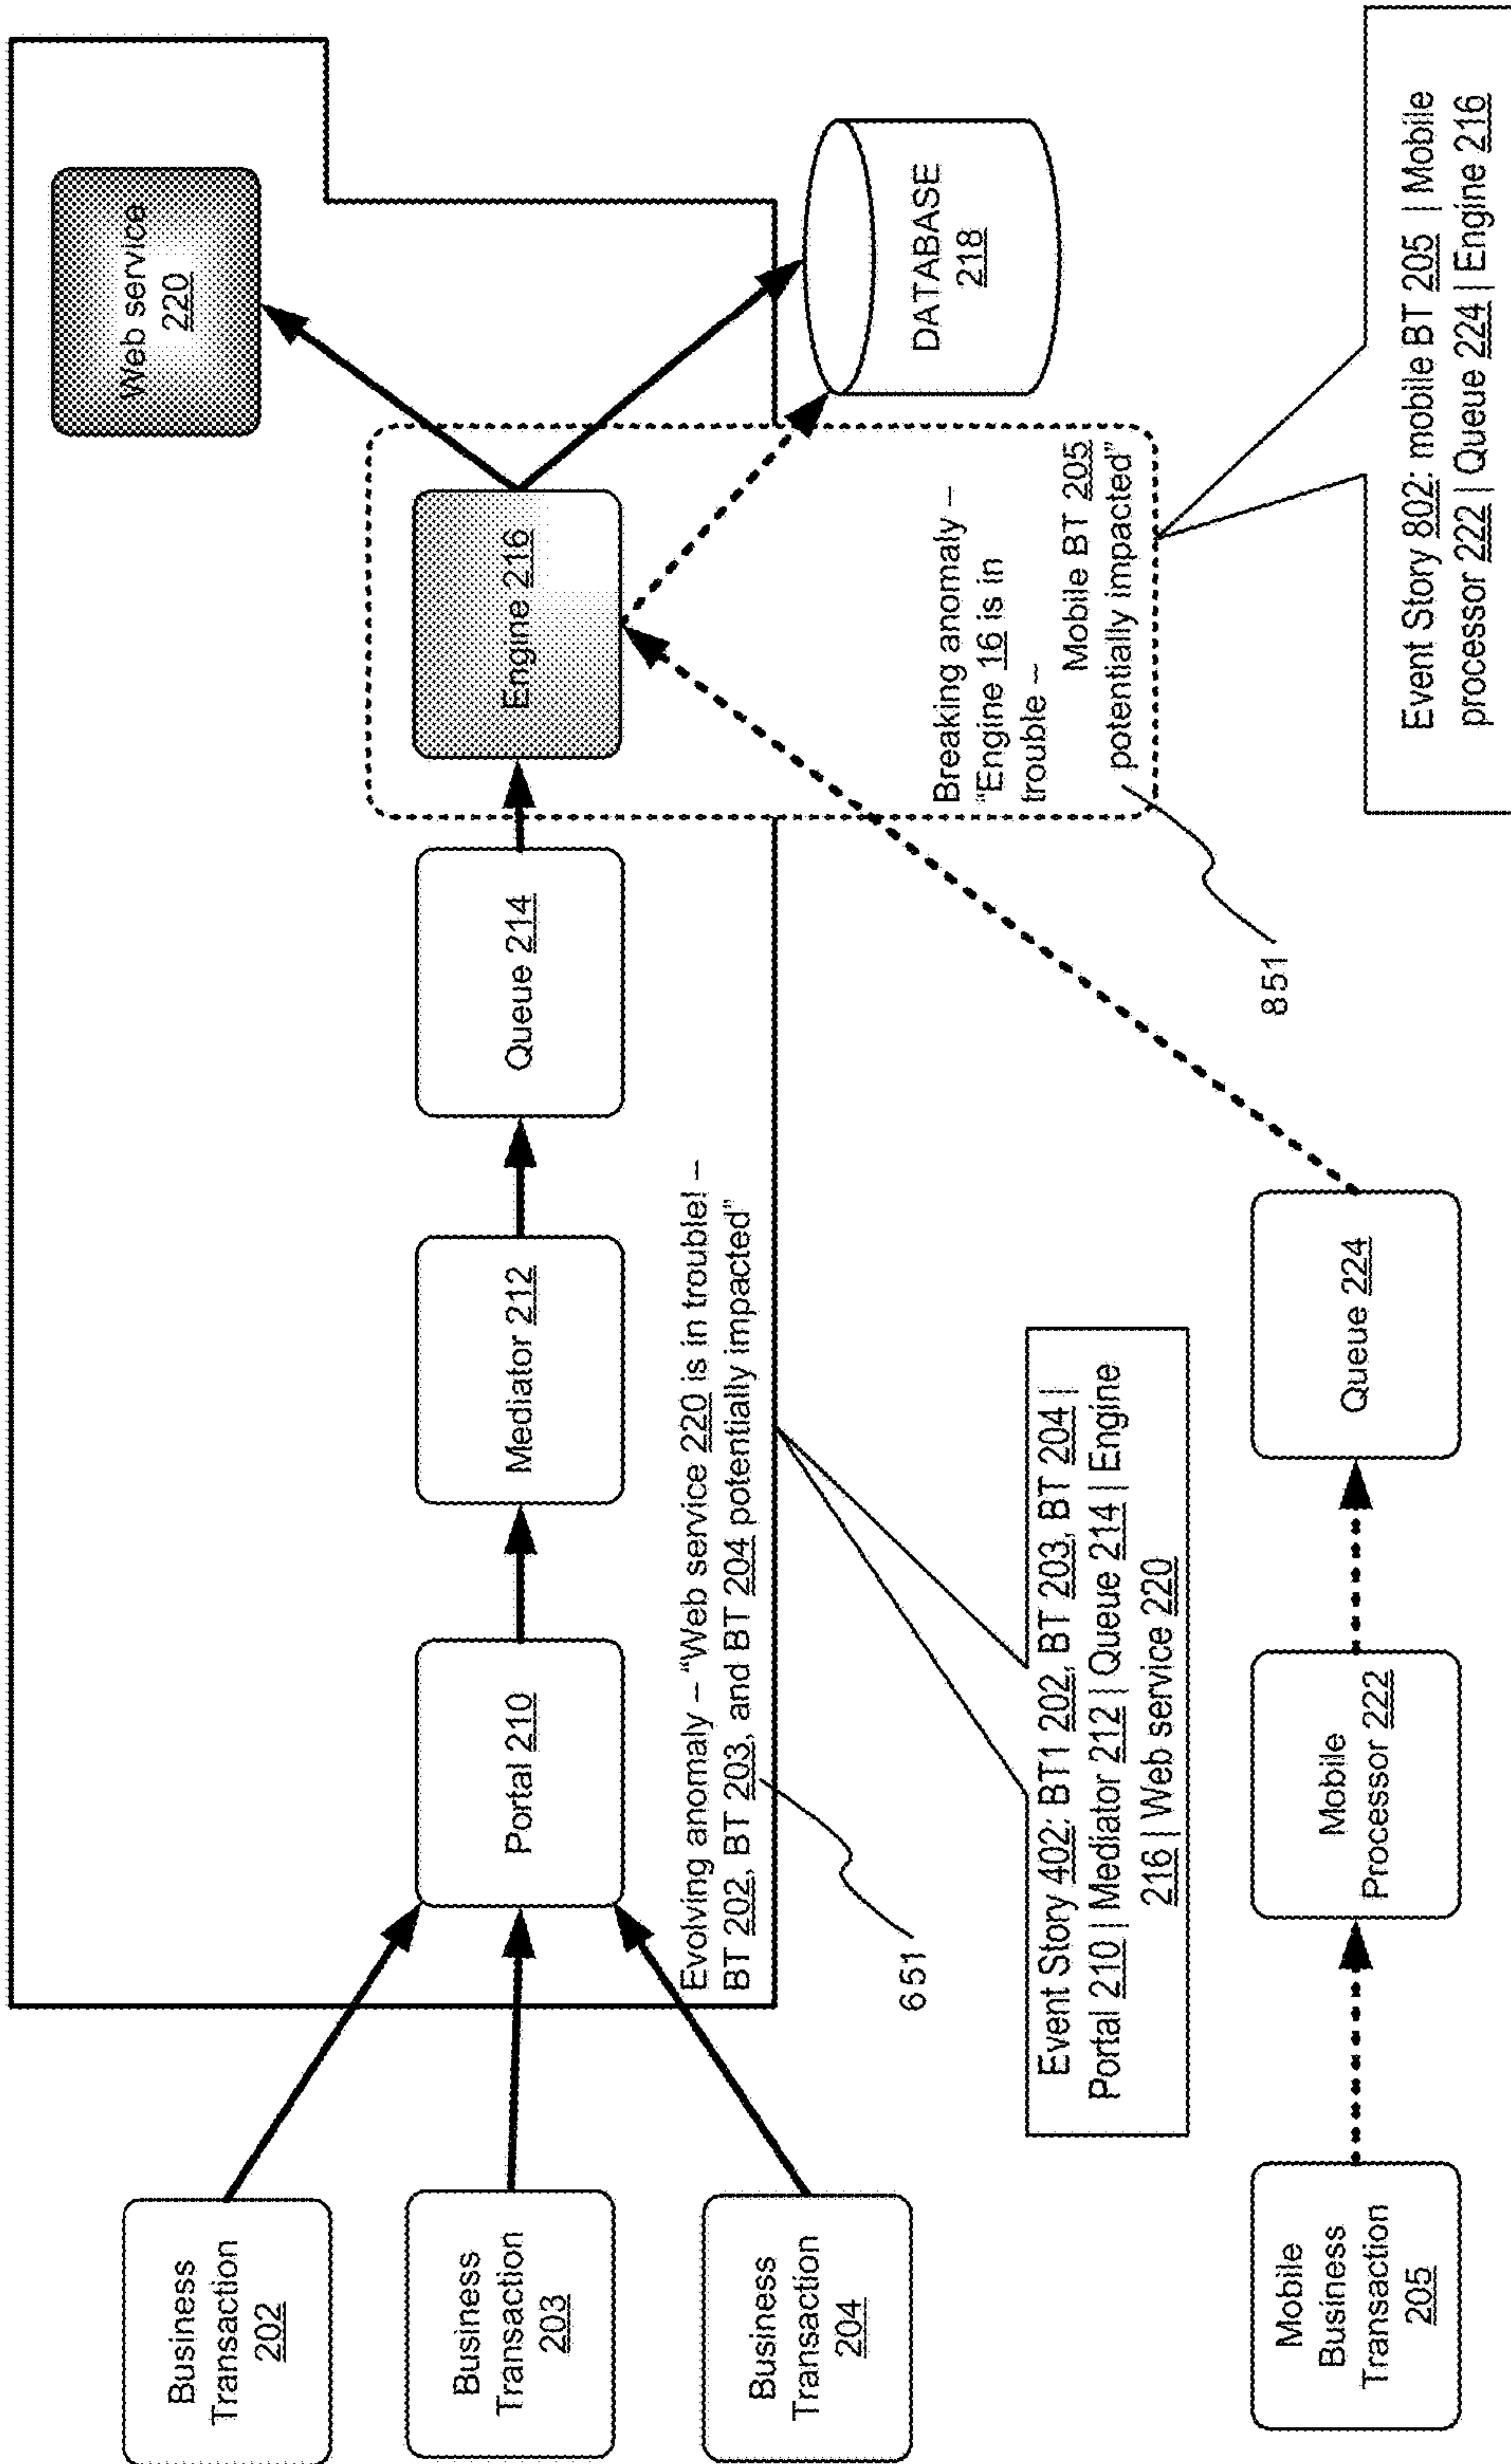 Business
Transaction
202
Business
Transaction
203
Business
Transaction
204
Mobile
Business
Transaction
205
Portal 210
Mediator 212
Queue 214
Engine 216
Web service
220
DATABASE
218
Evolving anomaly – "Web service 220 is in trouble! –
BT 202, BT 203, and BT 204 potentially impacted"
651
Event Story 402: BT1 202, BT 203, BT 204 |
Portal 210 | Mediator 212 | Queue 214 | Engine
216 | Web service 220
Breaking anomaly –
"Engine 16 is in
trouble –
Mobile BT 205
potentially impacted"
851
Mobile
Processor 222
Queue 224
Event Story 802: mobile BT 205 | Mobile
processor 222 | Queue 224 | Engine 216